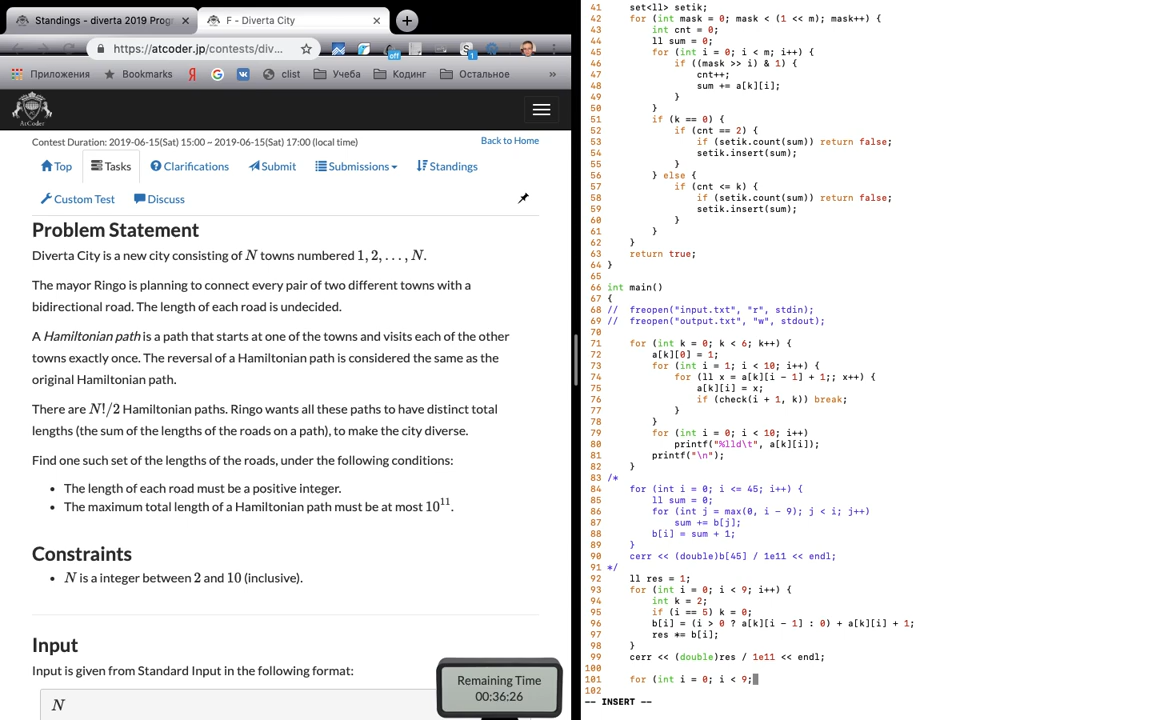 Standings - diverta 2019 Prog
F - Diverta City
https://atcoder.jp/contests/div...
off
1
Приложения
Bookmarks
Я
clist
Учеба
Кодинг
Остальное
»
AtCoder
Contest Duration: 2019-06-15(Sat) 15:00 ~ 2019-06-15(Sat) 17:00 (local time)
Back to Home
Top
Tasks
Clarifications
Submit
Submissions
Standings
Custom Test
Discuss
Problem Statement
Diverta City is a new city consisting of N towns numbered 1, 2, . . . , N.
The mayor Ringo is planning to connect every pair of two different towns with a
bidirectional road. The length of each road is undecided.
A Hamiltonian path is a path that starts at one of the towns and visits each of the other
towns exactly once. The reversal of a Hamiltonian path is considered the same as the
original Hamiltonian path.
There are N!/2 Hamiltonian paths. Ringo wants all these paths to have distinct total
lengths (the sum of the lengths of the roads on a path), to make the city diverse.
Find one such set of the lengths of the roads, under the following conditions:
• The length of each road must be a positive integer.
• The maximum total length of a Hamiltonian path must be at most 10^11.
Constraints
• N is a integer between 2 and 10 (inclusive).
Input
Input is given from Standard Input in the following format:
N
Remaining Time
00:36:26
41     set<ll> setik;
42     for (int mask = 0; mask < (1 << m); mask++) {
43         int cnt = 0;
44         ll sum = 0;
45         for (int i = 0; i < m; i++) {
46             if ((mask >> i) & 1) {
47                 cnt++;
48                 sum += a[k][i];
49             }
50         }
51         if (k == 0) {
52             if (cnt == 2) {
53                 if (setik.count(sum)) return false;
54                 setik.insert(sum);
55             }
56         } else {
57             if (cnt <= k) {
58                 if (setik.count(sum)) return false;
59                 setik.insert(sum);
60             }
61         }
62     }
63     return true;
64 }
65
66 int main()
67 {
68 //  freopen("input.txt", "r", stdin);
69 //  freopen("output.txt", "w", stdout);
70
71     for (int k = 0; k < 6; k++) {
72         a[k][0] = 1;
73         for (int i = 1; i < 10; i++) {
74             for (ll x = a[k][i - 1] + 1;; x++) {
75                 a[k][i] = x;
76                 if (check(i + 1, k)) break;
77             }
78         }
79         for (int i = 0; i < 10; i++)
80             printf("%lld\t", a[k][i]);
81         printf("\n");
82     }
83 /*
84     for (int i = 0; i <= 45; i++) {
85         ll sum = 0;
86         for (int j = max(0, i - 9); j < i; j++)
87             sum += b[j];
88         b[i] = sum + 1;
89     }
90     cerr << (double)b[45] / 1e11 << endl;
91 */
92     ll res = 1;
93     for (int i = 0; i < 9; i++) {
94         int k = 2;
95         if (i == 5) k = 0;
96         b[i] = (i > 0 ? a[k][i - 1] : 0) + a[k][i] + 1;
97         res *= b[i];
98     }
99     cerr << (double)res / 1e11 << endl;
100
101     for (int i = 0; i < 9;
102
-- INSERT --